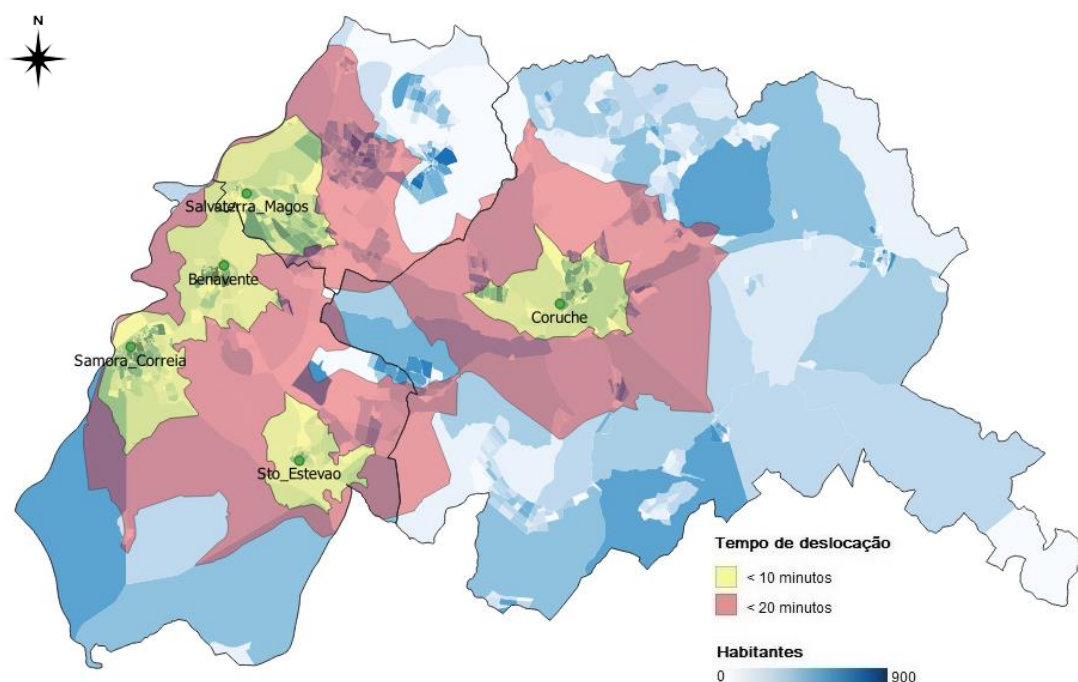 N
Salvaterra_Magos
Benavente
Coruche
Samora_Correia
Sto_Estevao
Tempo de deslocação
< 10 minutos
< 20 minutos
Habitantes
0 900